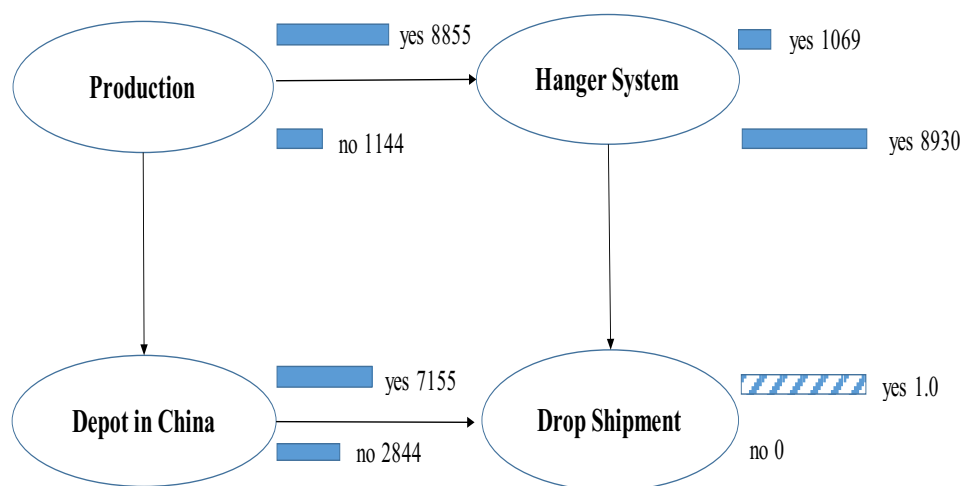 Production
yes 8855
no 1144
Hanger System
yes 1069
yes 8930
Depot in China
yes 7155
no 2844
Drop Shipment
yes 1.0
no 0